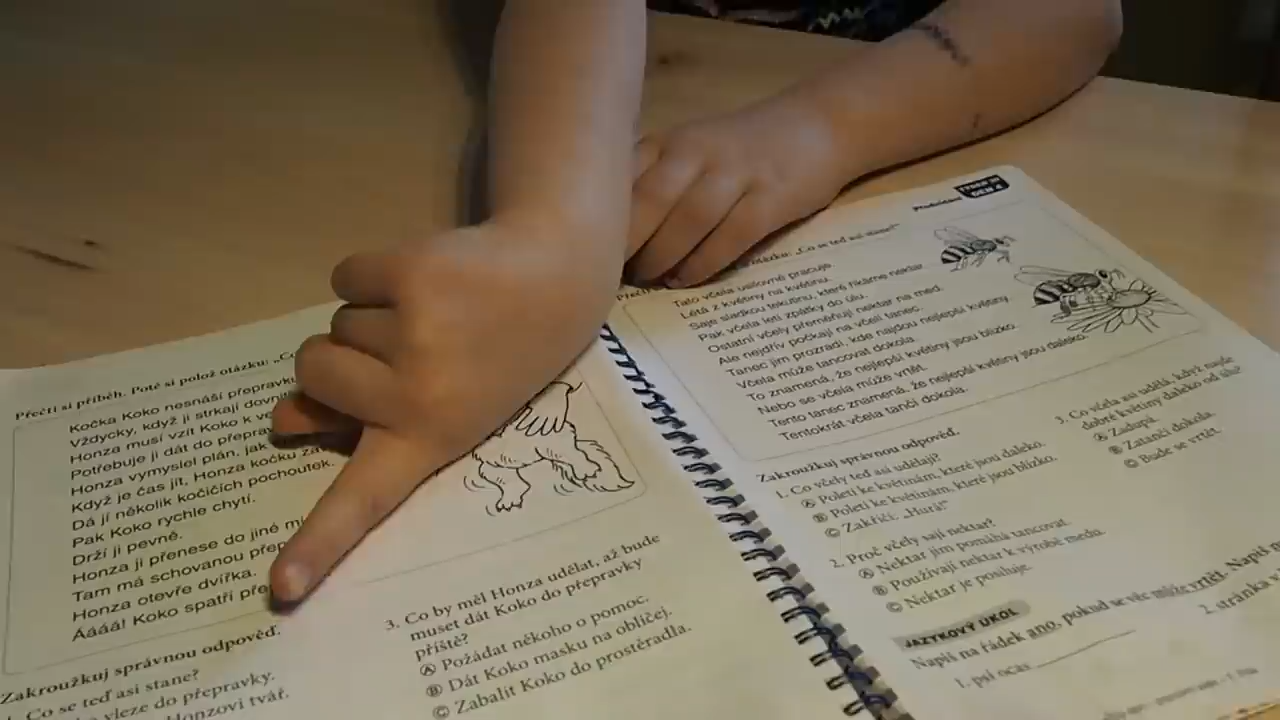 Přečti si příběh. Poté si polož otázku:
Kočka Koko nesnáší přepravku
Vždycky, když ji strkají dovni
Honza musí vzít Koko k
Potřebuje ji dát do
Honza vymyslel plán, jak
Když je čas jít, Honza kočku
Dá jí několik kočičích pochoutek.
Pak Koko rychle chytí.
Drží ji pevně.
Honza ji přenese do jiné
Tam má schovanou
Honza otevře dvířka.
Áááá! Koko spatří
Zakroužkuj správnou odpověď.
Co se teď asi stane?
vleze do přepravky.
Honzovi tvář.
3. Co by měl Honza udělat, až bude
muset dát Koko do přepravky
příště?
Ⓐ Požádat někoho o pomoc.
Ⓑ Dát Koko masku na obličej.
Ⓒ Zabalit Koko do prostěradla.
TÝDEN
DEN 4
otázku: „Co se teď asi stane?"
Tato včela usilovně pracuje.
Létá z květiny na květinu.
Saje sladkou tekutinu, které říkáme nektar.
Pak včela letí zpátky do úlu.
Ostatní včely přeměňují nektar na med.
Ale nejdřív počkají na včelí tanec.
Tanec jim prozradí, kde najdou nejlepší květiny.
Včela může tancovat dokola.
To znamená, že nejlepší květiny jsou blízko.
Nebo se včela může vrtět.
Tento tanec znamená, že nejlepší květiny jsou daleko.
Tentokrát včela tančí dokola.
Zakroužkuj správnou odpověď.
1. Co včely teď asi udělají?
Ⓐ Poletí ke květinám, které jsou daleko.
Ⓑ Poletí ke květinám, které jsou blízko.
Ⓒ Zakřičí: „Hurá!"
2. Proč včely sají nektar?
Ⓐ Nektar jim pomáhá tancovat.
Ⓑ Používají nektar k výrobě medu.
Ⓒ Nektar je posiluje.
3. Co včela asi udělá, když najde
dobré květiny daleko od úlu?
Ⓐ Zadupá.
Ⓑ Zatančí dokola.
Ⓒ Bude se vrtět.
JAZYKOVÝ ÚKOL
Napiš na řádek ano, pokud se věc může vrtět. Napiš
1. psí ocas
2. stránka